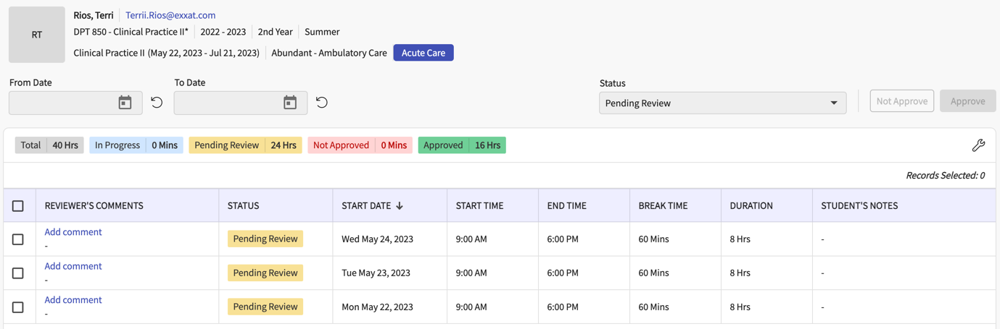 RT
Rios, Terri Terrii.Rios@exxat.com
DPT 850 - Clinical Practice II* 2022 - 2023 2nd Year Summer
Clinical Practice II (May 22, 2023 - Jul 21, 2023) Abundant - Ambulatory Care Acute Care
From Date To Date Status
Pending Review Not Approve Approve
Total 40 Hrs In Progress 0 Mins Pending Review 24 Hrs Not Approved 0 Mins Approved 16 Hrs
Records Selected: 0
REVIEWER'S COMMENTS STATUS START DATE START TIME END TIME BREAK TIME DURATION STUDENT'S NOTES
Add comment
- Pending Review Wed May 24, 2023 9:00 AM 6:00 PM 60 Mins 8 Hrs -
Add comment
- Pending Review Tue May 23, 2023 9:00 AM 6:00 PM 60 Mins 8 Hrs -
Add comment
- Pending Review Mon May 22, 2023 9:00 AM 6:00 PM 60 Mins 8 Hrs -